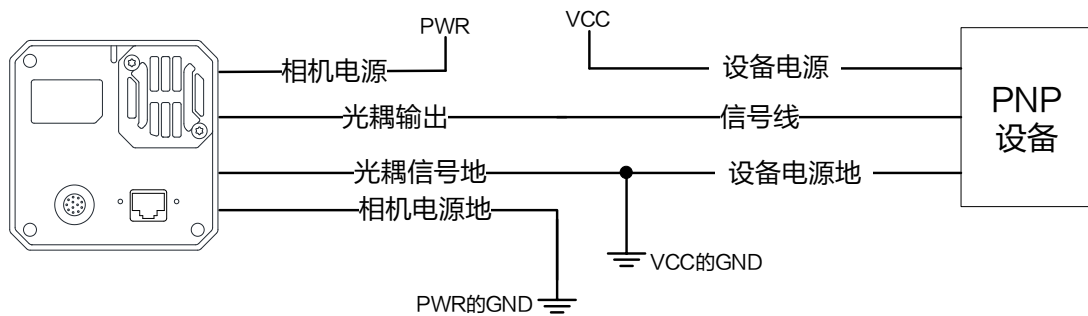 PWR
VCC
相机电源
设备电源
光耦输出
信号线
PNP
设备
光耦信号地
设备电源地
相机电源地
VCC的GND
PWR的GND